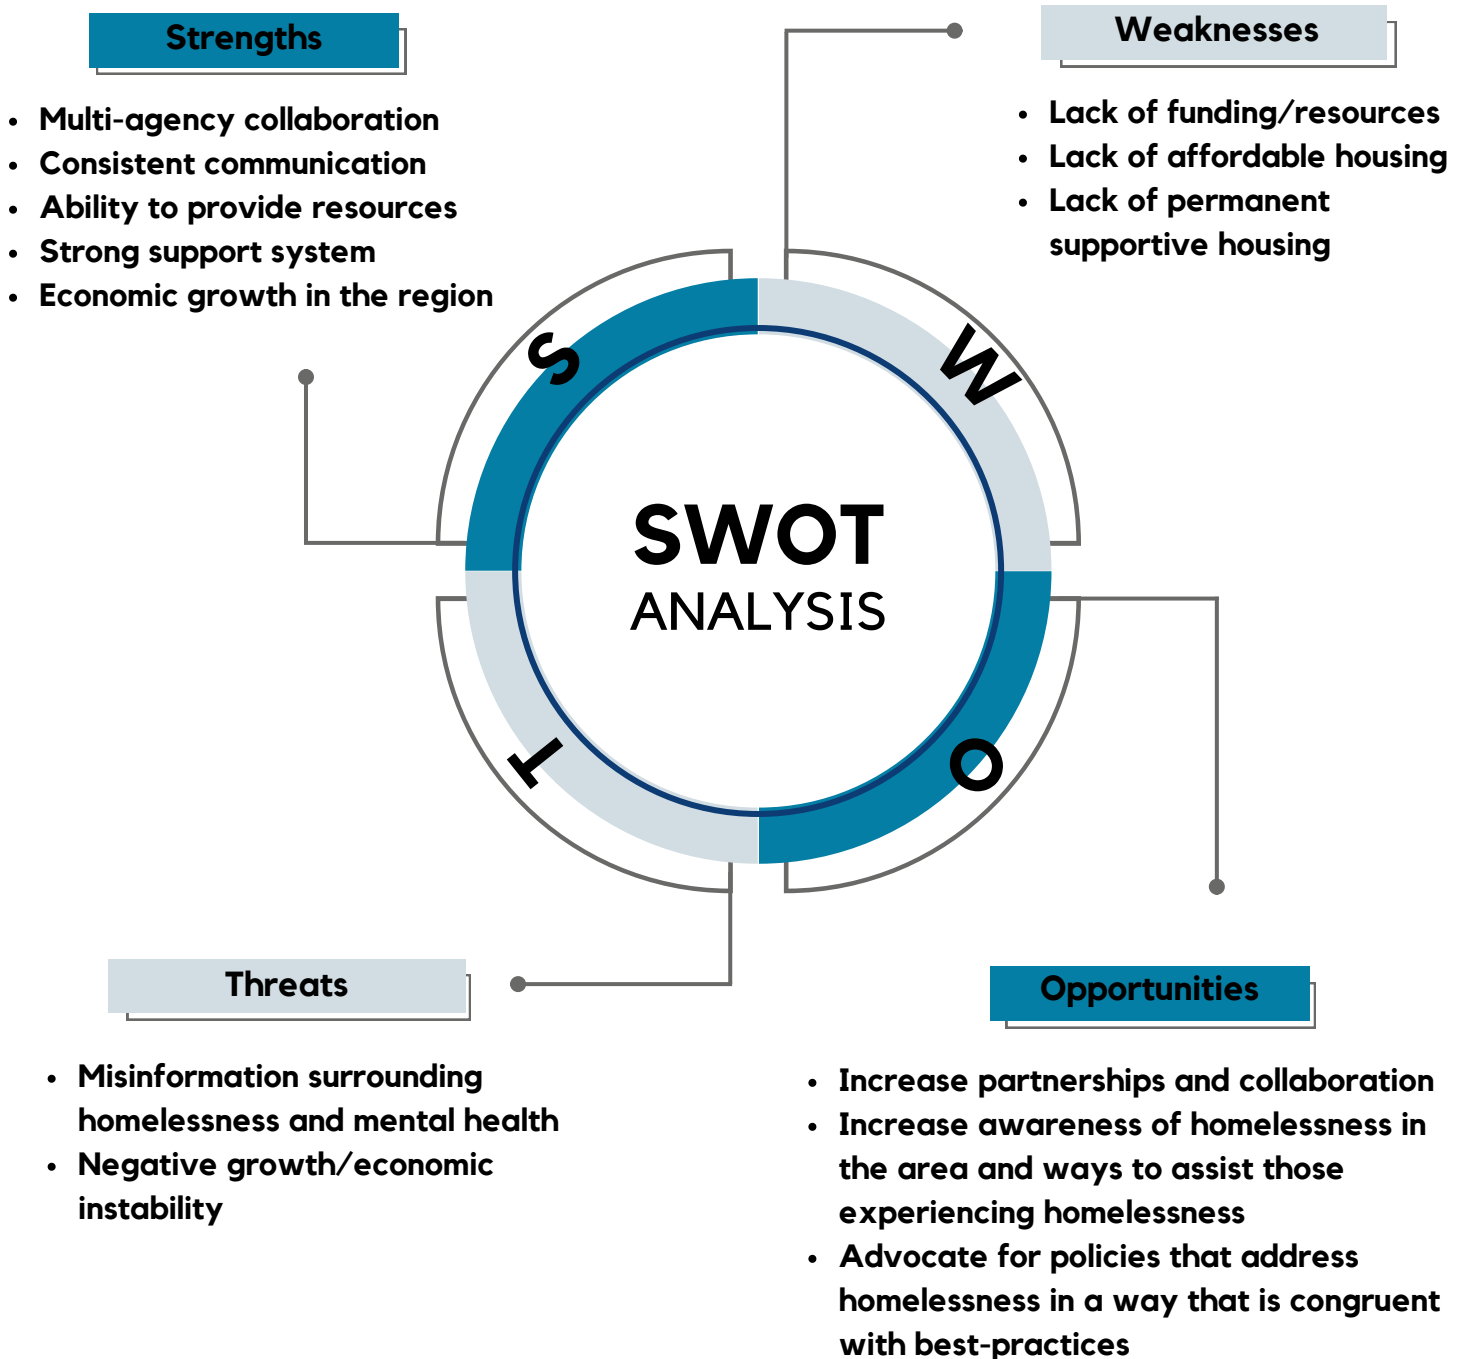 Strengths
• Multi-agency collaboration
• Consistent communication
• Ability to provide resources
• Strong support system
• Economic growth in the region
Weaknesses
• Lack of funding/resources
• Lack of affordable housing
• Lack of permanent
supportive housing
S
W
SWOT
ANALYSIS
T
O
Threats
• Misinformation surrounding
homelessness and mental health
• Negative growth/economic
instability
Opportunities
• Increase partnerships and collaboration
• Increase awareness of homelessness in
the area and ways to assist those
experiencing homelessness
• Advocate for policies that address
homelessness in a way that is congruent
with best-practices